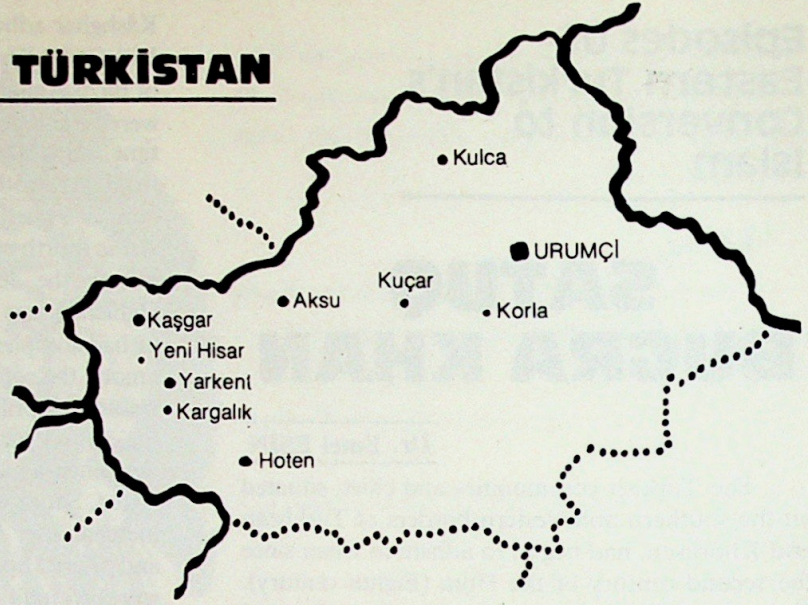 TÜRKİSTAN
Kulca
URUMÇİ
Kuçar
Aksu
Korla
Kaşgar
Yeni Hisar
Yarkent
Kargalık
Hoten